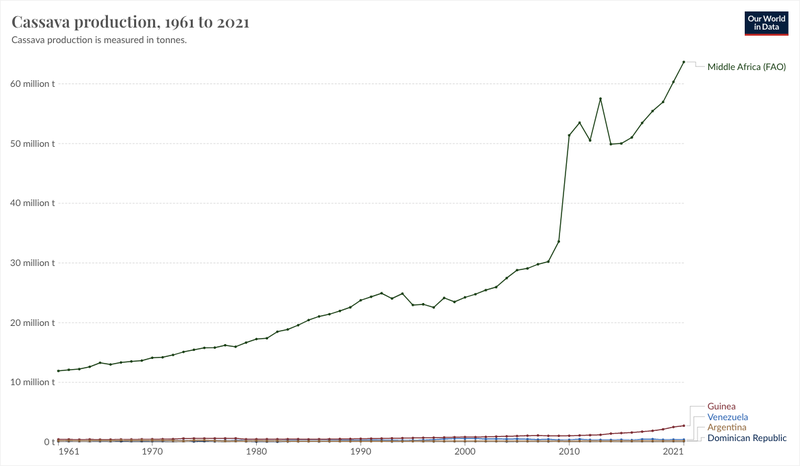 Cassava production, 1961 to 2021
Cassava production is measured in tonnes.
Our World
in Data
60 million t
50 million t
40 million t
30 million t
20 million t
10 million t
0 t
1961
1970
1980
1990
2000
2010
2021
Middle Africa (FAO)
Guinea
Venezuela
Argentina
Dominican Republic